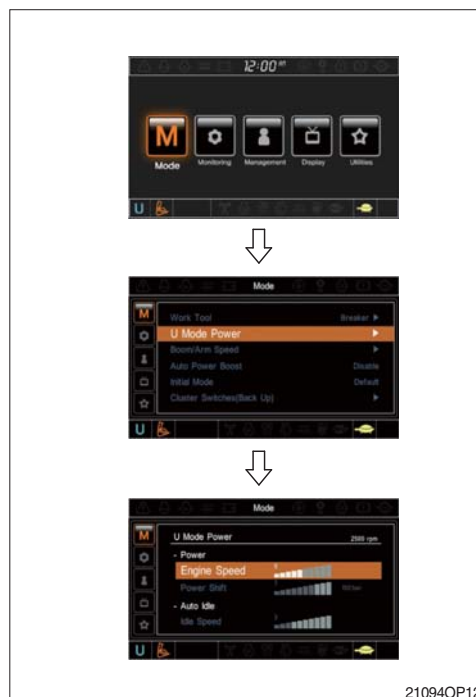 12:00
M
Mode
Monitoring
Management
Display
Utilities
U
Mode
M
Work Tool Breaker
U Mode Power
Boom/Arm Speed
Auto Power Boost Disable
Initial Mode Default
Cluster Switches(Back Up)
U
Mode
M
U Mode Power rpm
- Power
Engine Speed
Power Shift
- Auto Idle
Idle Speed
U
21094OP12